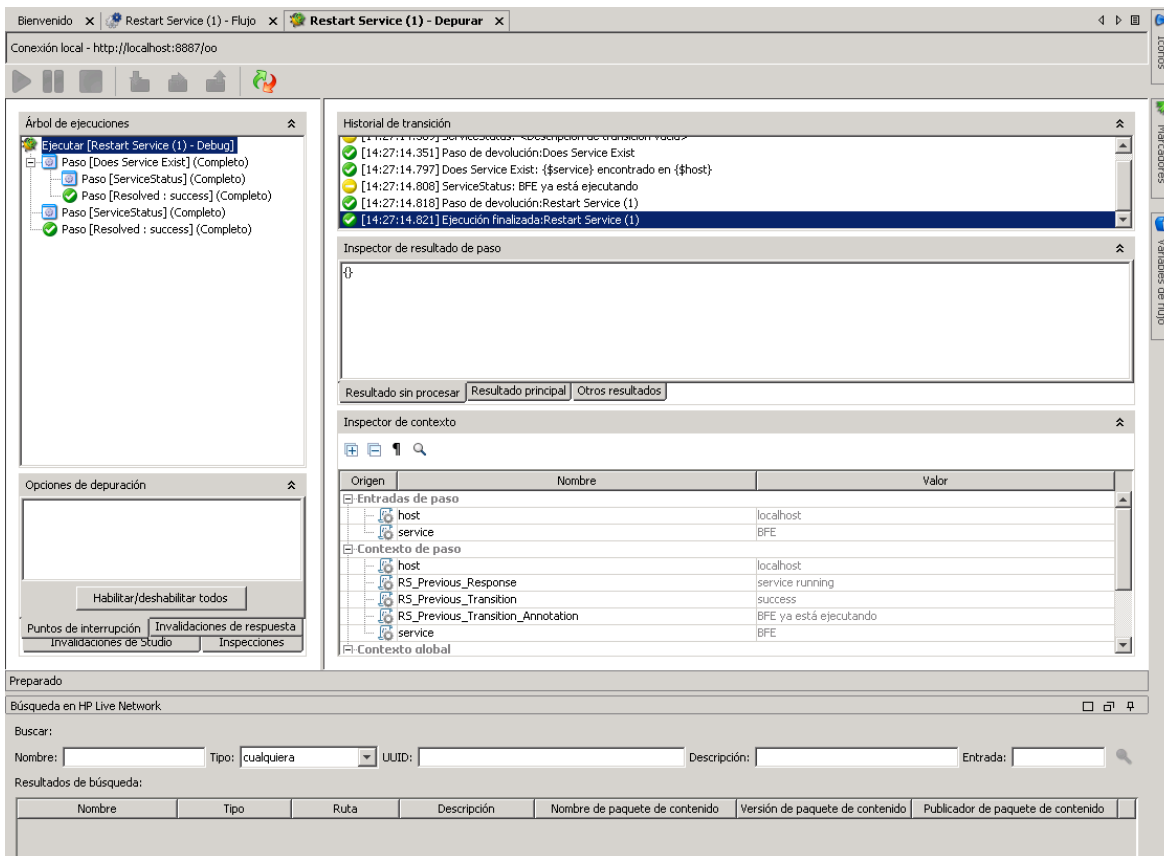 Bienvenido
Restart Service (1) - Flujo
Restart Service (1) - Depurar
Conexión local - http://localhost:8887/oo
Iconos
Marcadores
Variables de flujo
Árbol de ejecuciones
Ejecutar [Restart Service (1) - Debug]
Paso [Does Service Exist] (Completo)
Paso [ServiceStatus] (Completo)
Paso [Resolved : success] (Completo)
Paso [ServiceStatus] (Completo)
Paso [Resolved : success] (Completo)
Opciones de depuración
Habilitar/deshabilitar todos
Puntos de interrupción
Invalidaciones de respuesta
Invalidaciones de Studio
Inspecciones
Historial de transición
[14:27:14.309] ServiceStatus: <Descripción de transición vacía>
[14:27:14.351] Paso de devolución:Does Service Exist
[14:27:14.797] Does Service Exist: {$service} encontrado en {$host}
[14:27:14.808] ServiceStatus: BFE ya está ejecutando
[14:27:14.818] Paso de devolución:Restart Service (1)
[14:27:14.821] Ejecución finalizada:Restart Service (1)
Inspector de resultado de paso
{}
Resultado sin procesar
Resultado principal
Otros resultados
Inspector de contexto
Origen Nombre Valor
Entradas de paso
host localhost
service BFE
Contexto de paso
host localhost
RS_Previous_Response service running
RS_Previous_Transition success
RS_Previous_Transition_Annotation BFE ya está ejecutando
service BFE
Contexto global
Preparado
Búsqueda en HP Live Network
Buscar:
Nombre: Tipo: cualquiera UUID: Descripción: Entrada:
Resultados de búsqueda:
Nombre Tipo Ruta Descripción Nombre de paquete de contenido Versión de paquete de contenido Publicador de paquete de contenido